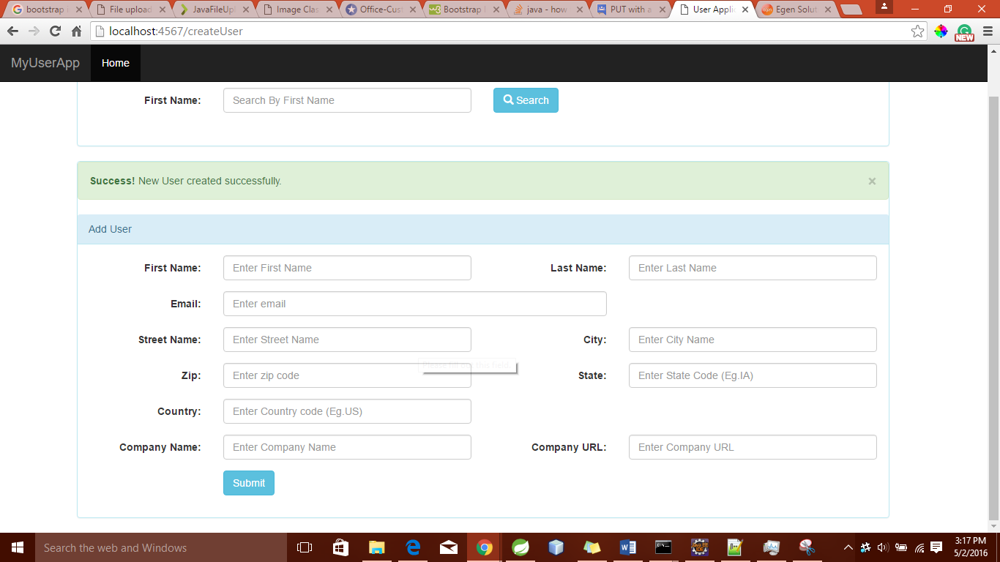 bootstrap i
File upload
JavaFileUpl
Image Clas
Office-Cust
Bootstrap
java - how
PUT with a
User Applic
Egen Solut
localhost:4567/createUser
NEW
MyUserApp Home
First Name: Search By First Name Search
Success! New User created successfully. ×
Add User
First Name: Enter First Name Last Name: Enter Last Name
Email: Enter email
Street Name: Enter Street Name City: Enter City Name
Please fill out this field.
Zip: Enter zip code State: Enter State Code (Eg.IA)
Country: Enter Country code (Eg.US)
Company Name: Enter Company Name Company URL: Enter Company URL
Submit
Search the web and Windows
3:17 PM
5/2/2016